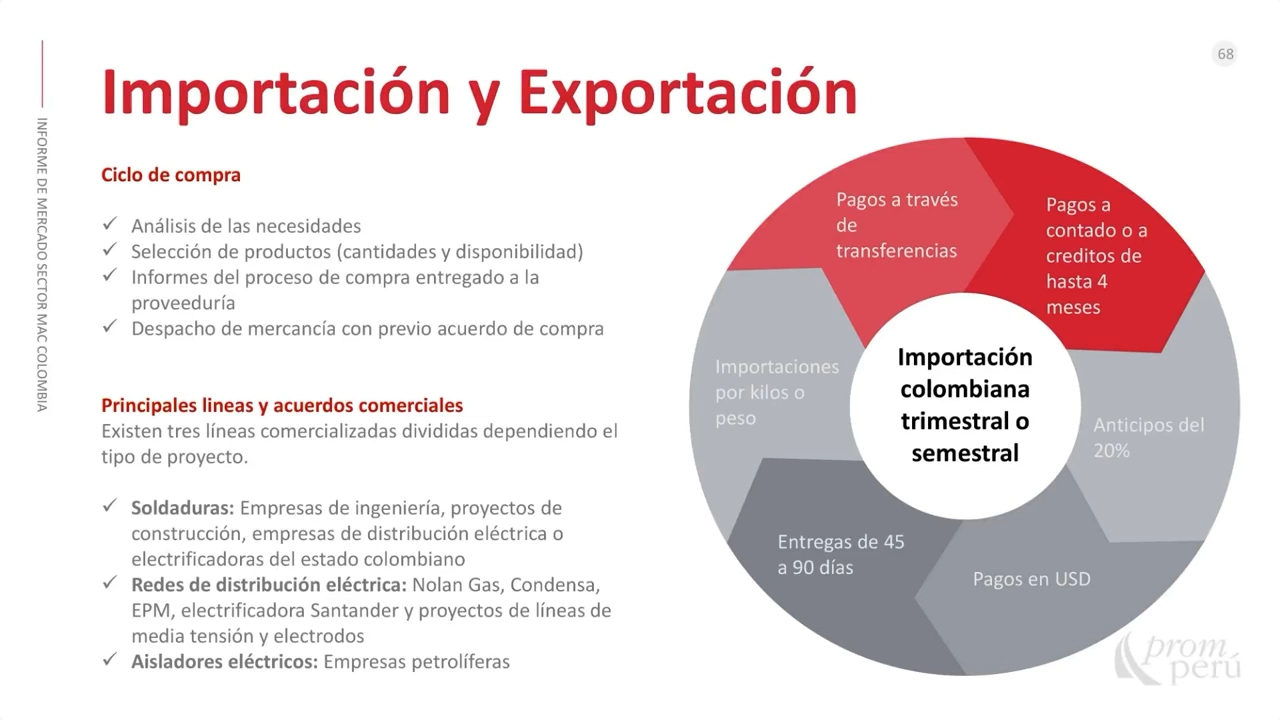 68
Importación y Exportación
INFORME DE MERCADO SECTOR MAC COLOMBIA
Ciclo de compra
✓ Análisis de las necesidades
✓ Selección de productos (cantidades y disponibilidad)
✓ Informes del proceso de compra entregado a la
proveeduría
✓ Despacho de mercancía con previo acuerdo de compra
Principales lineas y acuerdos comerciales
Existen tres líneas comercializadas divididas dependiendo el
tipo de proyecto.
✓ Soldaduras: Empresas de ingeniería, proyectos de
construcción, empresas de distribución eléctrica o
electrificadoras del estado colombiano
✓ Redes de distribución eléctrica: Nolan Gas, Condensa,
EPM, electrificadora Santander y proyectos de líneas de
media tensión y electrodos
✓ Aisladores eléctricos: Empresas petrolíferas
Pagos a través
de
transferencias
Pagos a
contado o a
creditos de
hasta 4
meses
Anticipos del
20%
Pagos en USD
Entregas de 45
a 90 días
Importaciones
por kilos o
peso
Importación
colombiana
trimestral o
semestral
prom
perú